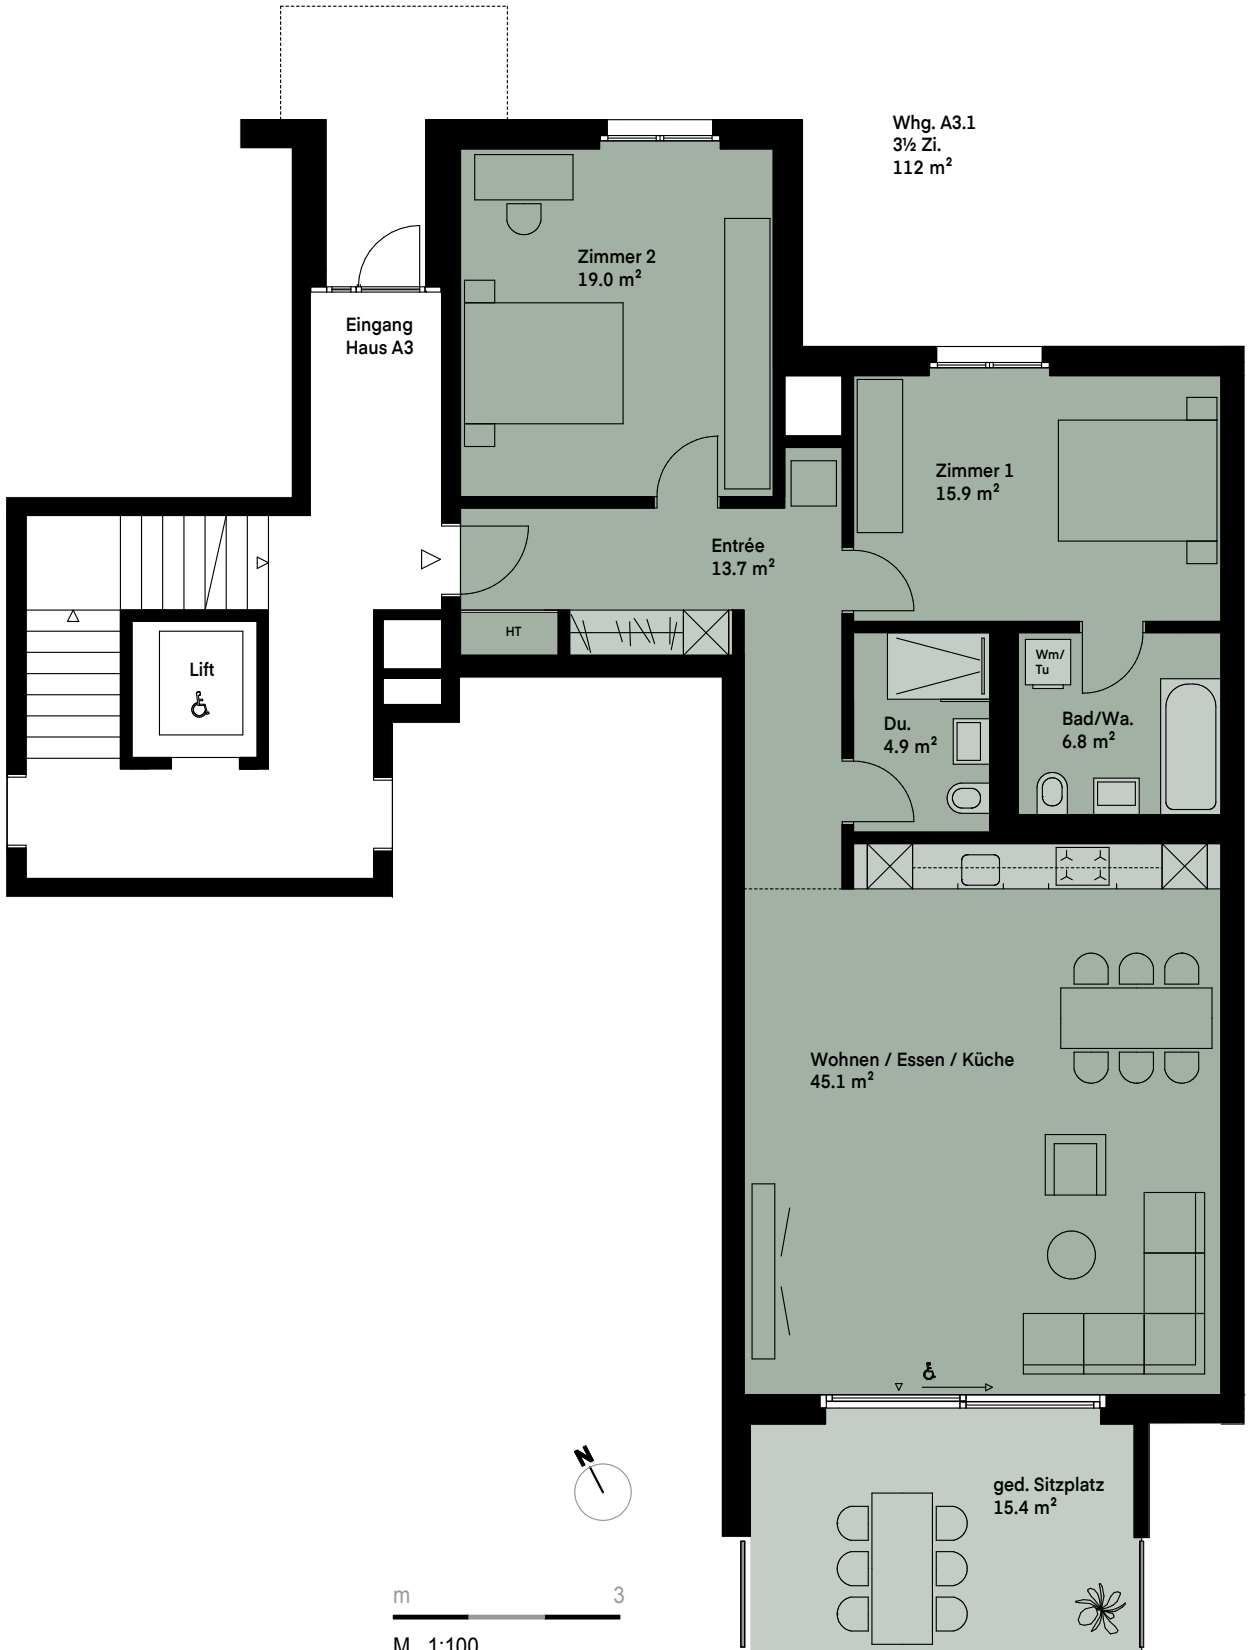 Whg. A3.1
3½ Zi.
112 m²
Zimmer 2
19.0 m²
Eingang
Haus A3
Zimmer 1
15.9 m²
Entrée
13.7 m²
HT
Lift
Wm/
Tu
Du.
4.9 m²
Bad/Wa.
6.8 m²
Wohnen / Essen / Küche
45.1 m²
N
ged. Sitzplatz
15.4 m²
m 3
M 1:100